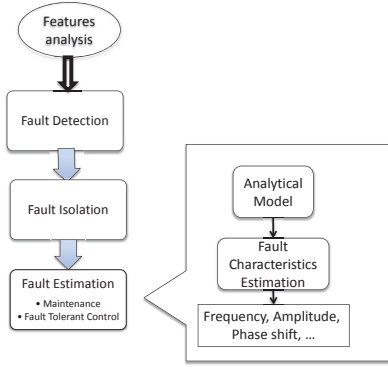 Features
analysis
Fault Detection
Fault Isolation
Fault Estimation
• Maintenance
• Fault Tolerant Control
Analytical
Model
Fault
Characteristics
Estimation
Frequency, Amplitude,
Phase shift, ...